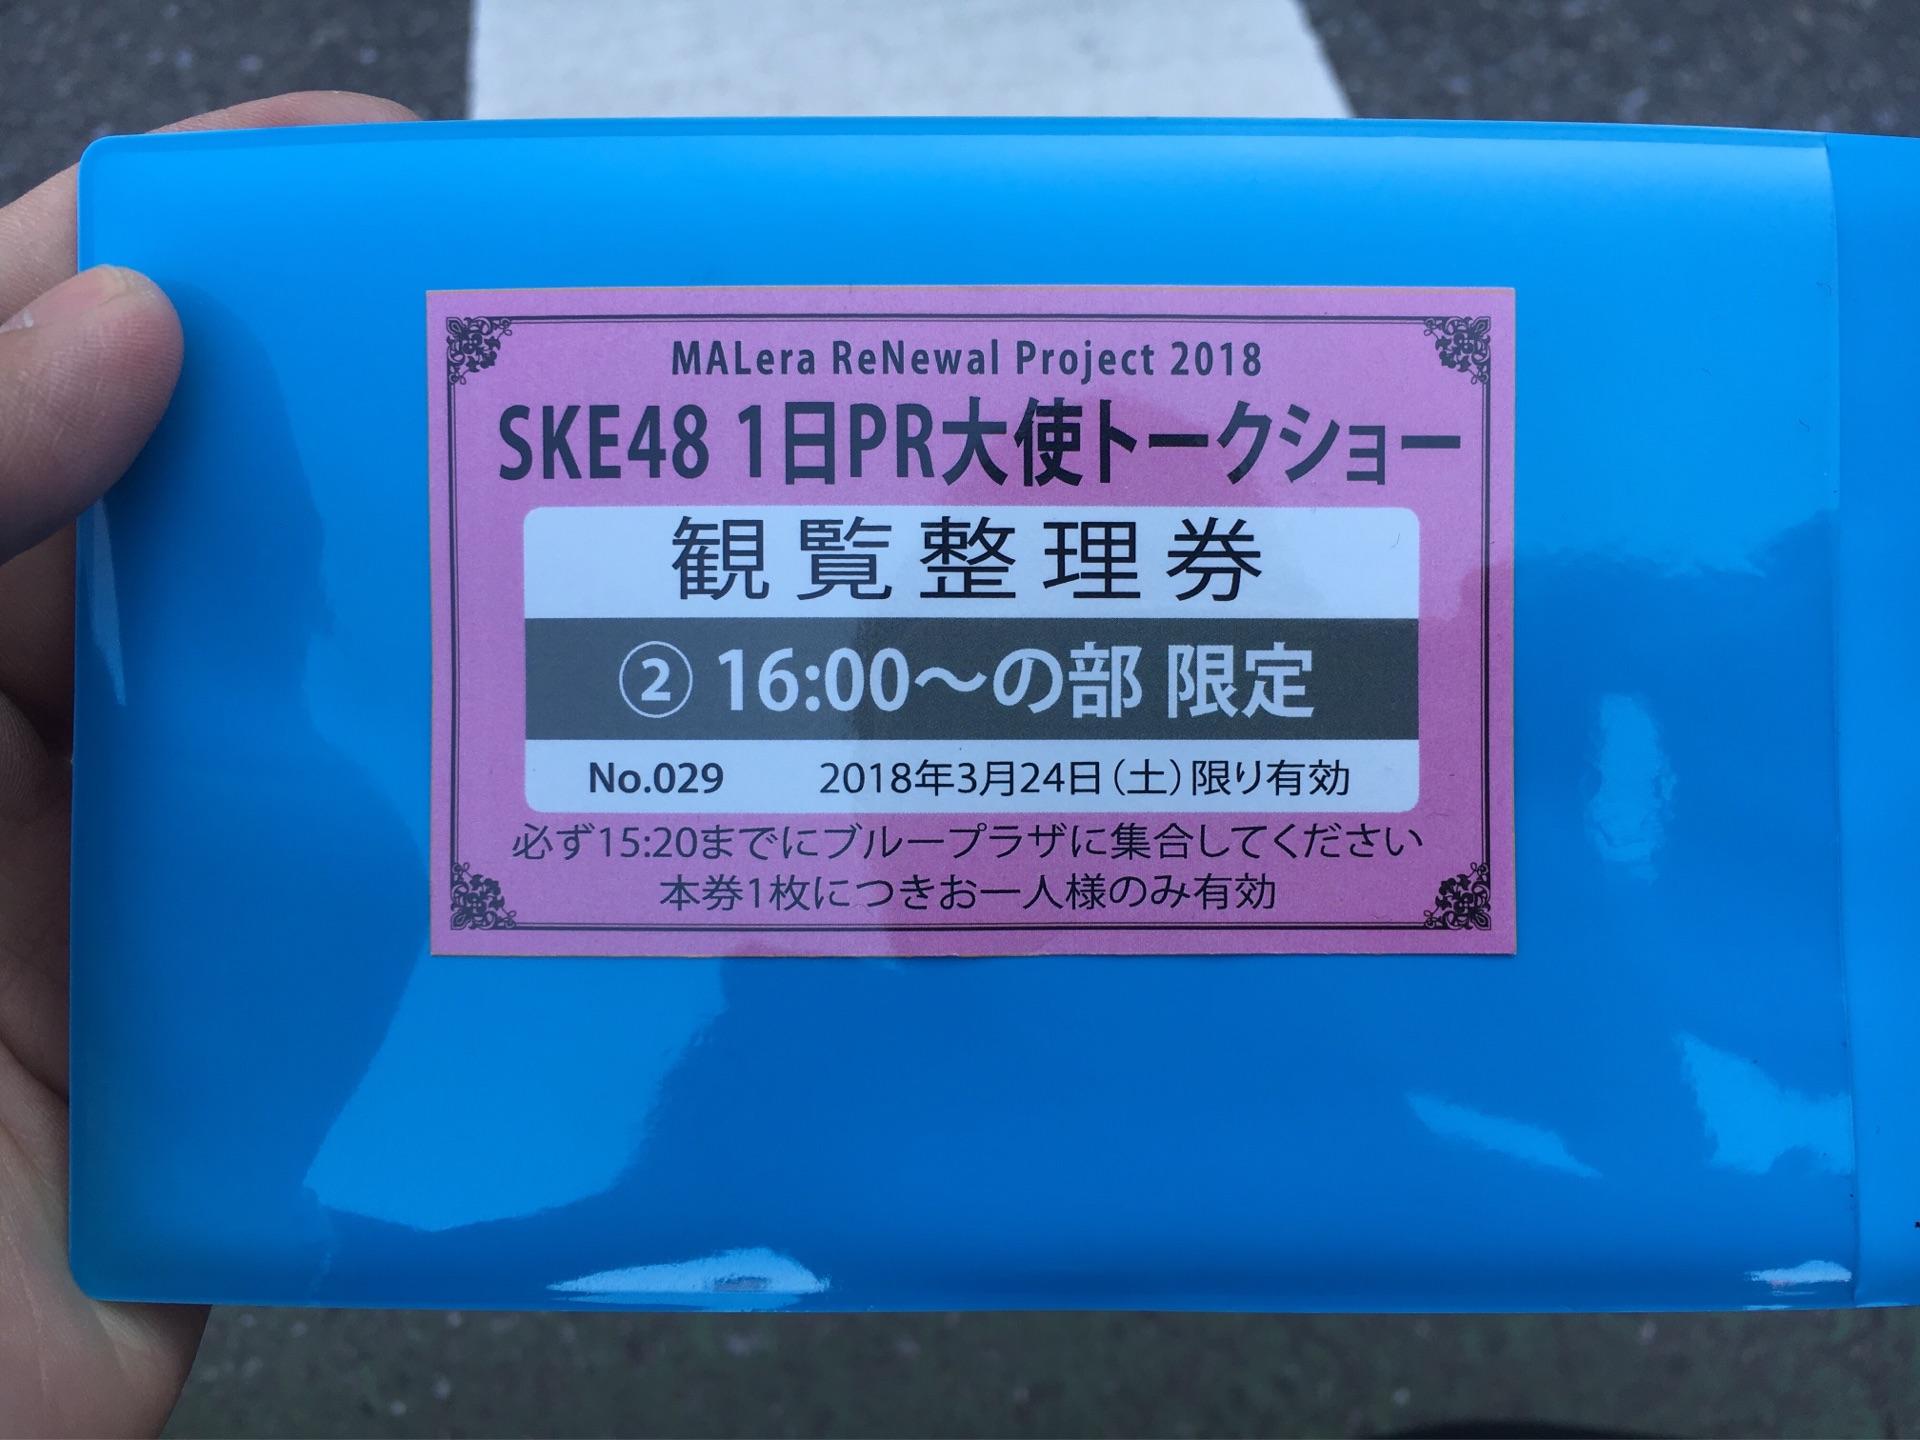 MALera ReNewal Project 2018
SKE48 1日PR大使トークショー
観覧整理券
② 16:00〜の部 限定
No.029 2018年3月24日(土)限り有効
必ず15:20までにブループラザに集合してください
本券1枚につきお一人様のみ有効